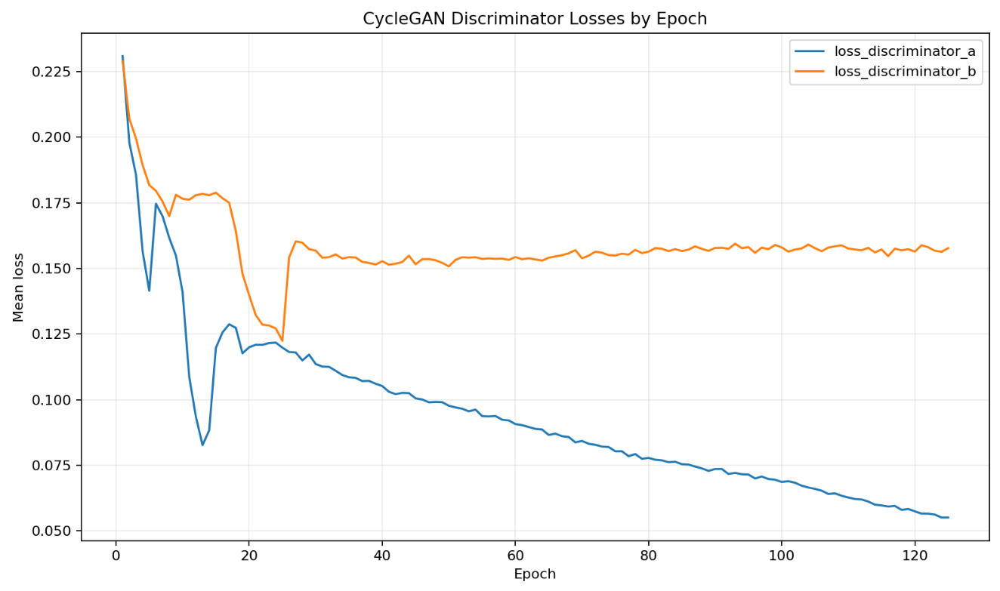 CycleGAN Discriminator Losses by Epoch
loss_discriminator_a
loss_discriminator_b
Mean loss
0.225
0.200
0.175
0.150
0.125
0.100
0.075
0.050
0 20 40 60 80 100 120
Epoch